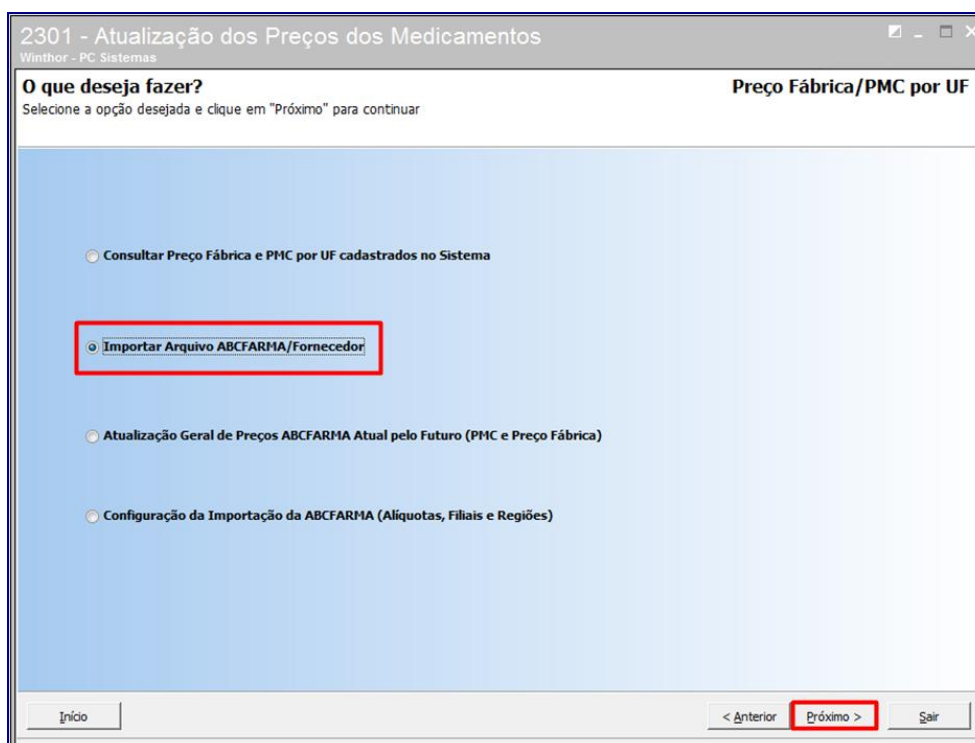 2301 - Atualização dos Preços dos Medicamentos
Winthor - PC Sistemas
O que deseja fazer?
Preço Fábrica/PMC por UF
Selecione a opção desejada e clique em "Próximo" para continuar
Consultar Preço Fábrica e PMC por UF cadastrados no Sistema
Importar Arquivo ABCFARMA/Fornecedor
Atualização Geral de Preços ABCFARMA Atual pelo Futuro (PMC e Preço Fábrica)
Configuração da Importação da ABCFARMA (Alíquotas, Filiais e Regiões)
Início
< Anterior
Próximo >
Sair